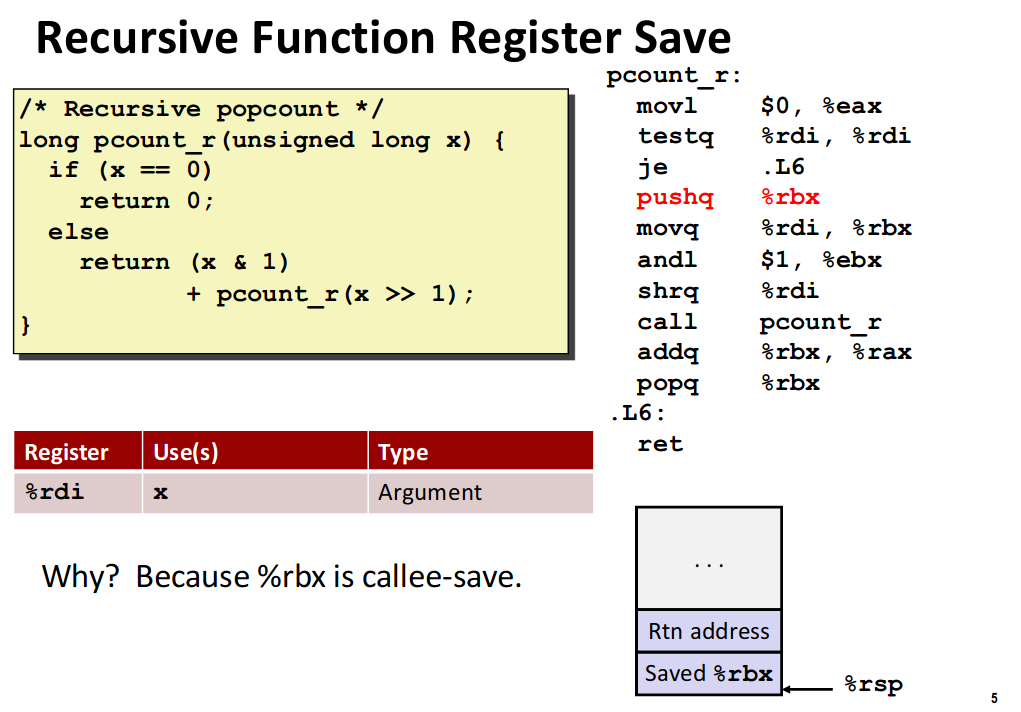 Recursive Function Register Save
/* Recursive popcount */
long pcount_r(unsigned long x) {
  if (x == 0)
    return 0;
  else
    return (x & 1)
           + pcount_r(x >> 1);
}
pcount_r:
  movl    $0, %eax
  testq   %rdi, %rdi
  je      .L6
  pushq   %rbx
  movq    %rdi, %rbx
  andl    $1, %ebx
  shrq    %rdi
  call    pcount_r
  addq    %rbx, %rax
  popq    %rbx
.L6:
  ret
Register Use(s) Type
%rdi x Argument
Why? Because %rbx is callee-save.
...
Rtn address
Saved %rbx
%rsp
5